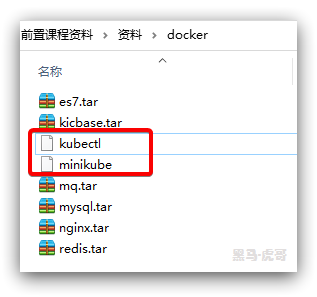 前置课程资料 > 资料 > docker
名称
es7.tar
kicbase.tar
kubectl
minikube
mq.tar
mysql.tar
nginx.tar
redis.tar
黑马-虎哥